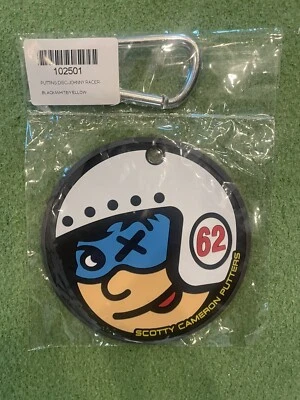 102501
PUTTING DISC JOHNNY RACER
BLACK/WHITE/YELLOW
62
SCOTTY CAMERON PUTTERS